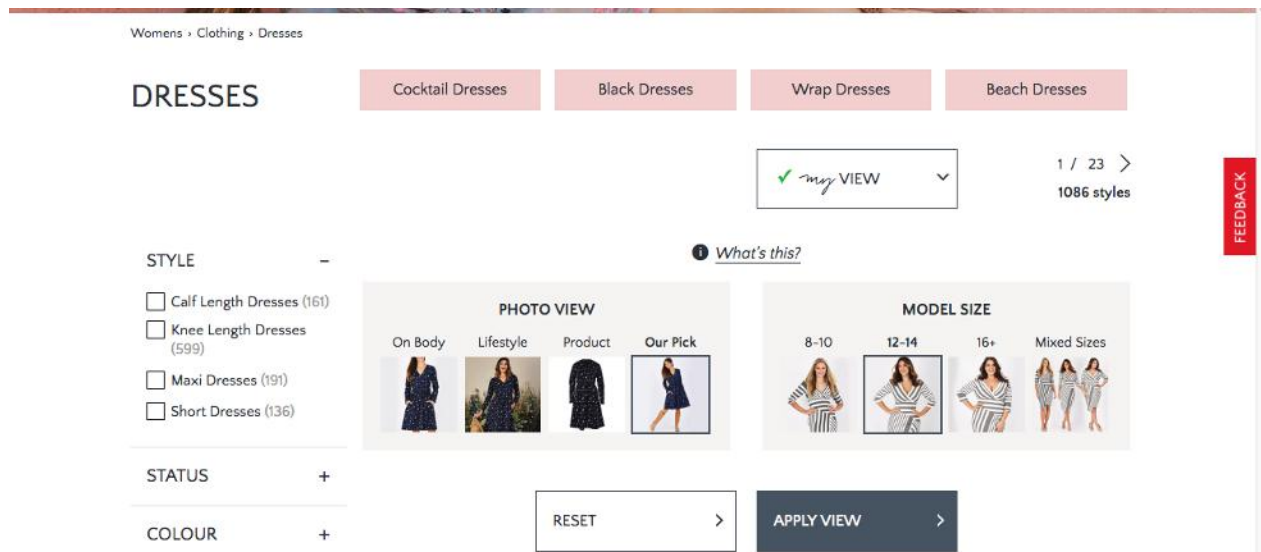 Womens › Clothing › Dresses
DRESSES
Cocktail Dresses
Black Dresses
Wrap Dresses
Beach Dresses
✓ my VIEW
1 / 23 >
1086 styles
FEEDBACK
i What's this?
STYLE –
Calf Length Dresses (161)
Knee Length Dresses
(599)
Maxi Dresses (191)
Short Dresses (136)
STATUS +
COLOUR +
PHOTO VIEW
On Body Lifestyle Product Our Pick
MODEL SIZE
8-10 12-14 16+ Mixed Sizes
RESET >
APPLY VIEW >